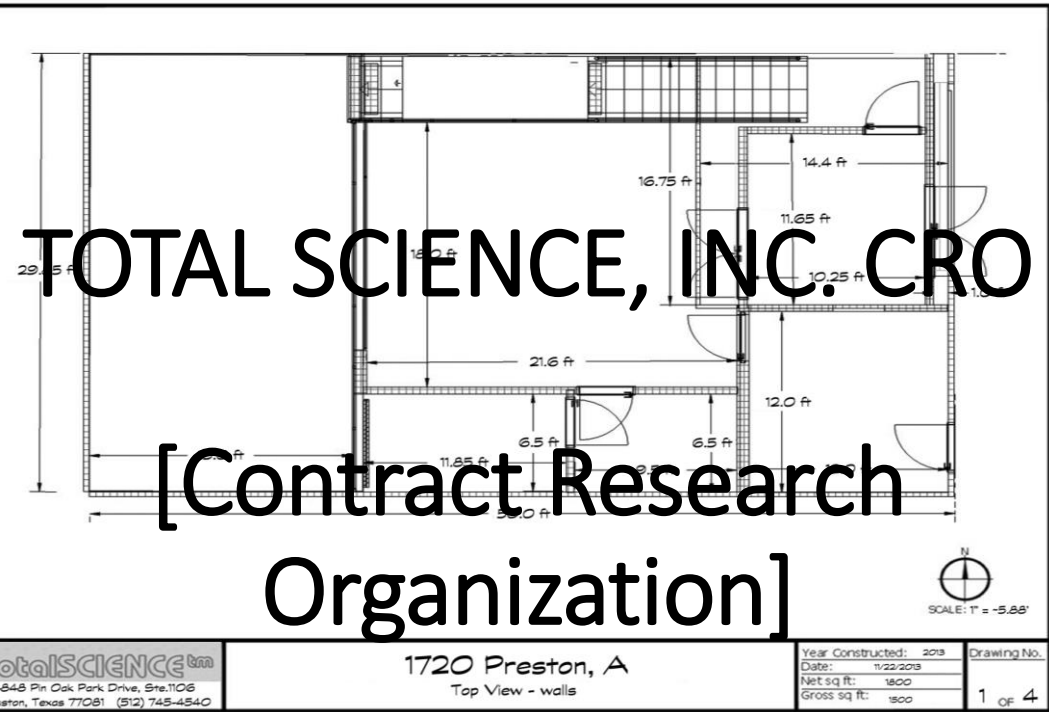 14.4 ft
16.75 ft
11.65 ft
TOTAL SCIENCE, INC. CRO
10.25 ft
21.6 ft
12.0 ft
6.5 ft
6.5 ft
11.85 ft
[Contract Research
Organization]
N
SCALE: 1" = ~5.88'
1720 Preston, A
Top View - walls
Pin Oak Park Drive, Ste.1106
Texas 77081 (512) 745-4540
Year Constructed: 2013
Date: 11/22/2013
Net sq ft: 1800
Gross sq ft: 1500
Drawing No.
1 OF 4